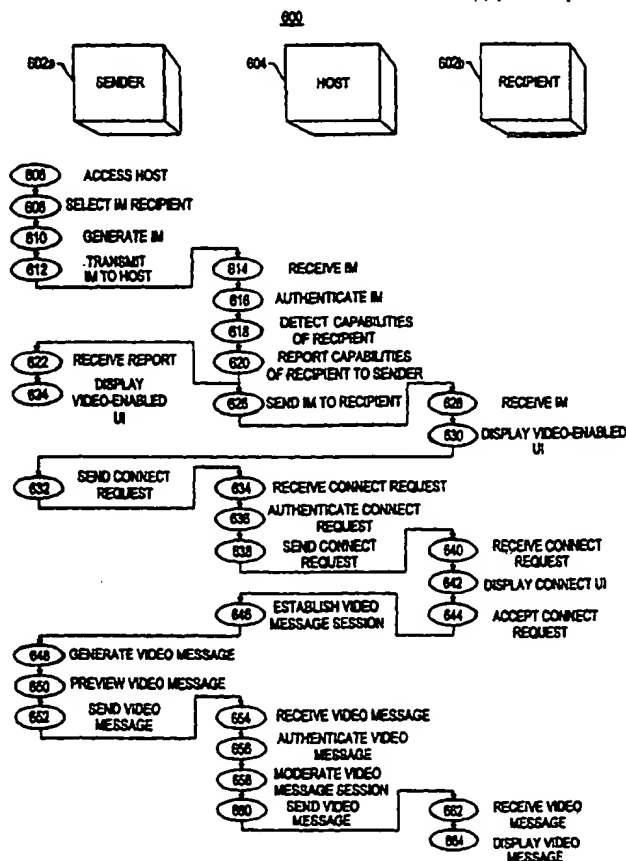 600
602a
SENDER
604
HOST
602b
RECIPIENT
606 ACCESS HOST
608 SELECT IM RECIPIENT
610 GENERATE IM
612 TRANSMIT
IM TO HOST
614 RECEIVE IM
616 AUTHENTICATE IM
618 DETECT CAPABILITIES
OF RECIPIENT
620 REPORT CAPABILITIES
OF RECIPIENT TO SENDER
622 RECEIVE REPORT
624 DISPLAY
VIDEO-ENABLED
UI
626 SEND IM TO RECIPIENT
628 RECEIVE IM
630 DISPLAY VIDEO-ENABLED
UI
632 SEND CONNECT
REQUEST
634 RECEIVE CONNECT REQUEST
636 AUTHENTICATE CONNECT
REQUEST
638 SEND CONNECT
REQUEST
640 RECEIVE CONNECT
REQUEST
642 DISPLAY CONNECT UI
644 ACCEPT CONNECT
REQUEST
646 ESTABLISH VIDEO
MESSAGE SESSION
648 GENERATE VIDEO MESSAGE
650 PREVIEW VIDEO MESSAGE
652 SEND VIDEO
MESSAGE
654 RECEIVE VIDEO MESSAGE
656 AUTHENTICATE VIDEO
MESSAGE
658 MODERATE VIDEO
MESSAGE SESSION
660 SEND VIDEO
MESSAGE
662 RECEIVE VIDEO
MESSAGE
664 DISPLAY VIDEO
MESSAGE